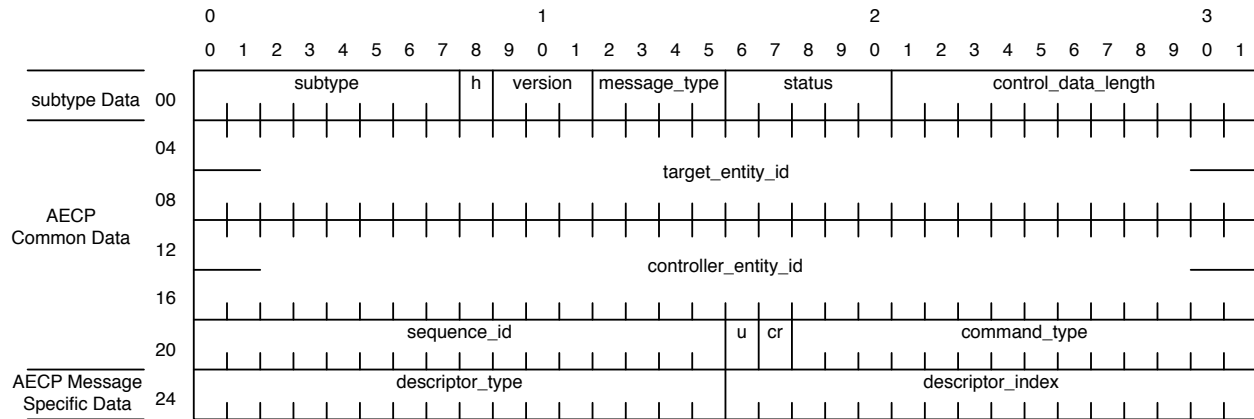 0 1 2 3
0 1 2 3 4 5 6 7 8 9 0 1 2 3 4 5 6 7 8 9 0 1 2 3 4 5 6 7 8 9 0 1
subtype Data 00 subtype h version message_type status control_data_length
04
target_entity_id
08
AECP
Common Data
12
controller_entity_id
16
20 sequence_id u cr command_type
AECP Message
Specific Data 24 descriptor_type descriptor_index